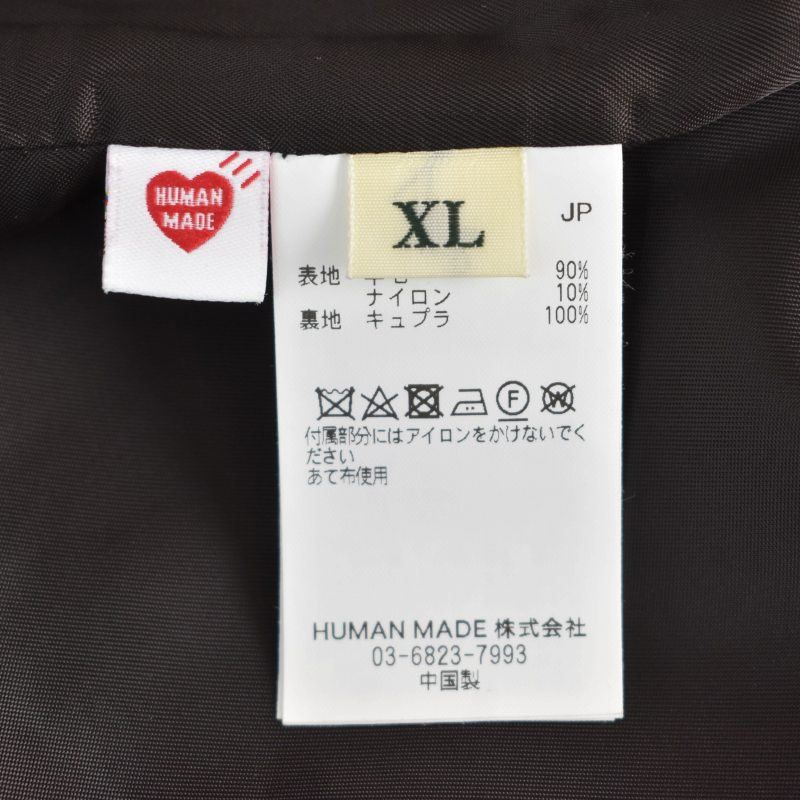 HUMAN
MADE
XL
JP
表地 90%
ナイロン 10%
裏地 キュプラ 100%
F
W
付属部分にはアイロンをかけないでく
ださい
あて布使用
HUMAN MADE 株式会社
03-6823-7993
中国製